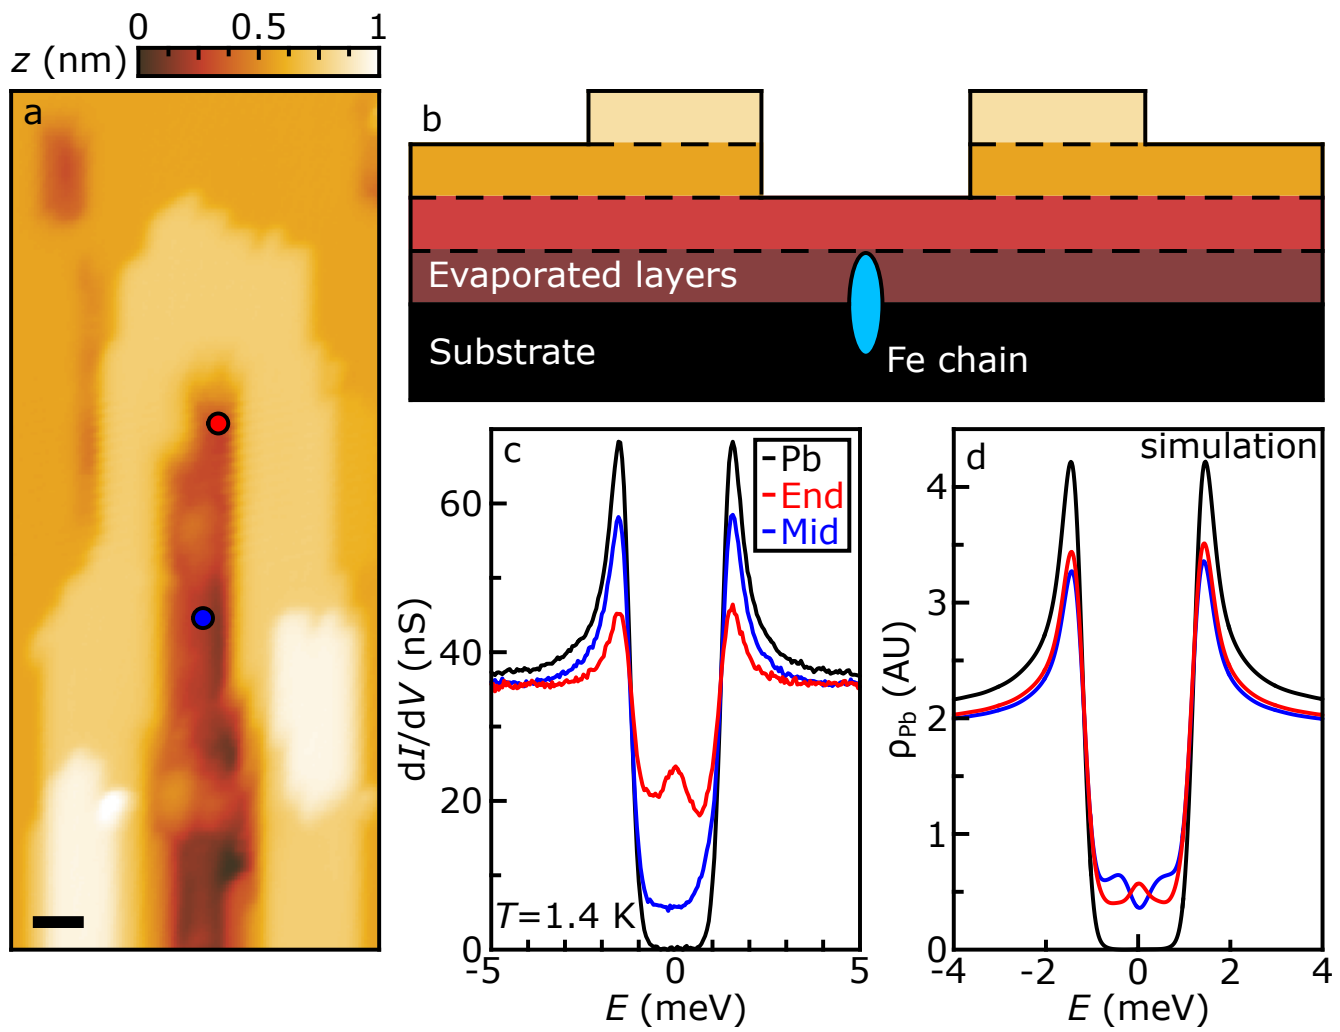 0 0.5 1
z (nm)
a
b
Evaporated layers
Substrate
Fe chain
c
Pb
End
Mid
60
40
20
0
dI/dV (nS)
T=1.4 K
-5 0 5
E (meV)
d
simulation
4
3
2
1
0
ρPb (AU)
-4 -2 0 2 4
E (meV)